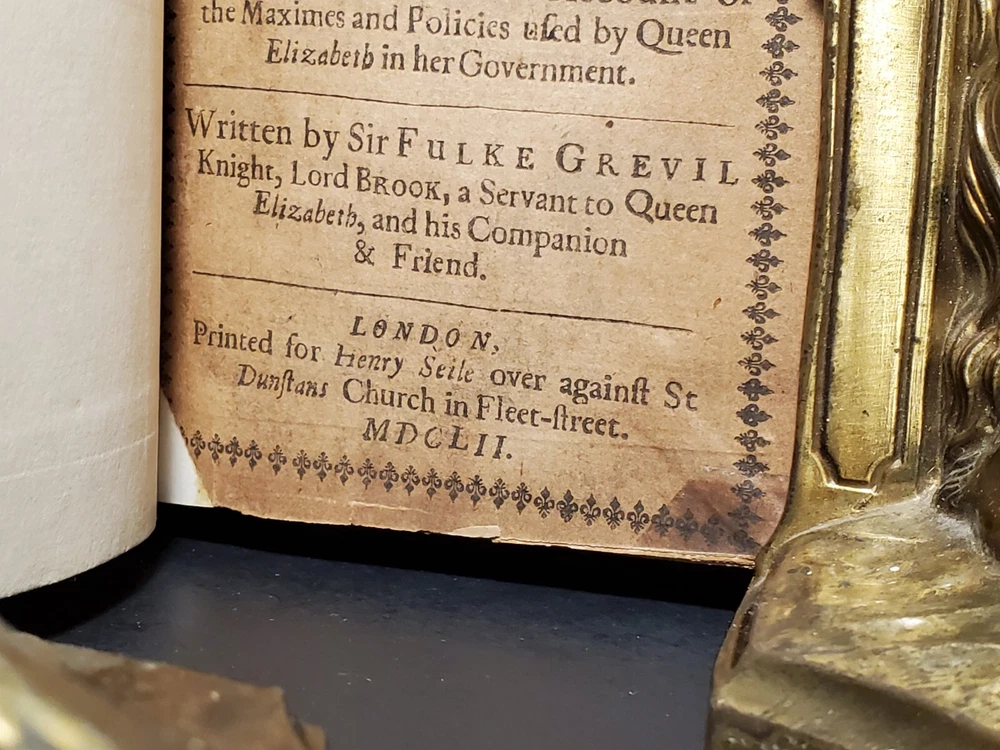 Account of
the Maximes and Policies uſed by Queen
Elizabeth in her Government.
Written by Sir FULKE GREVIL
Knight, Lord BROOK, a Servant to Queen
Elizabeth, and his Companion
& Friend.
LONDON,
Printed for Henry Seile over againſt St
Dunſtans Church in Fleet-ſtreet.
MDCLII.